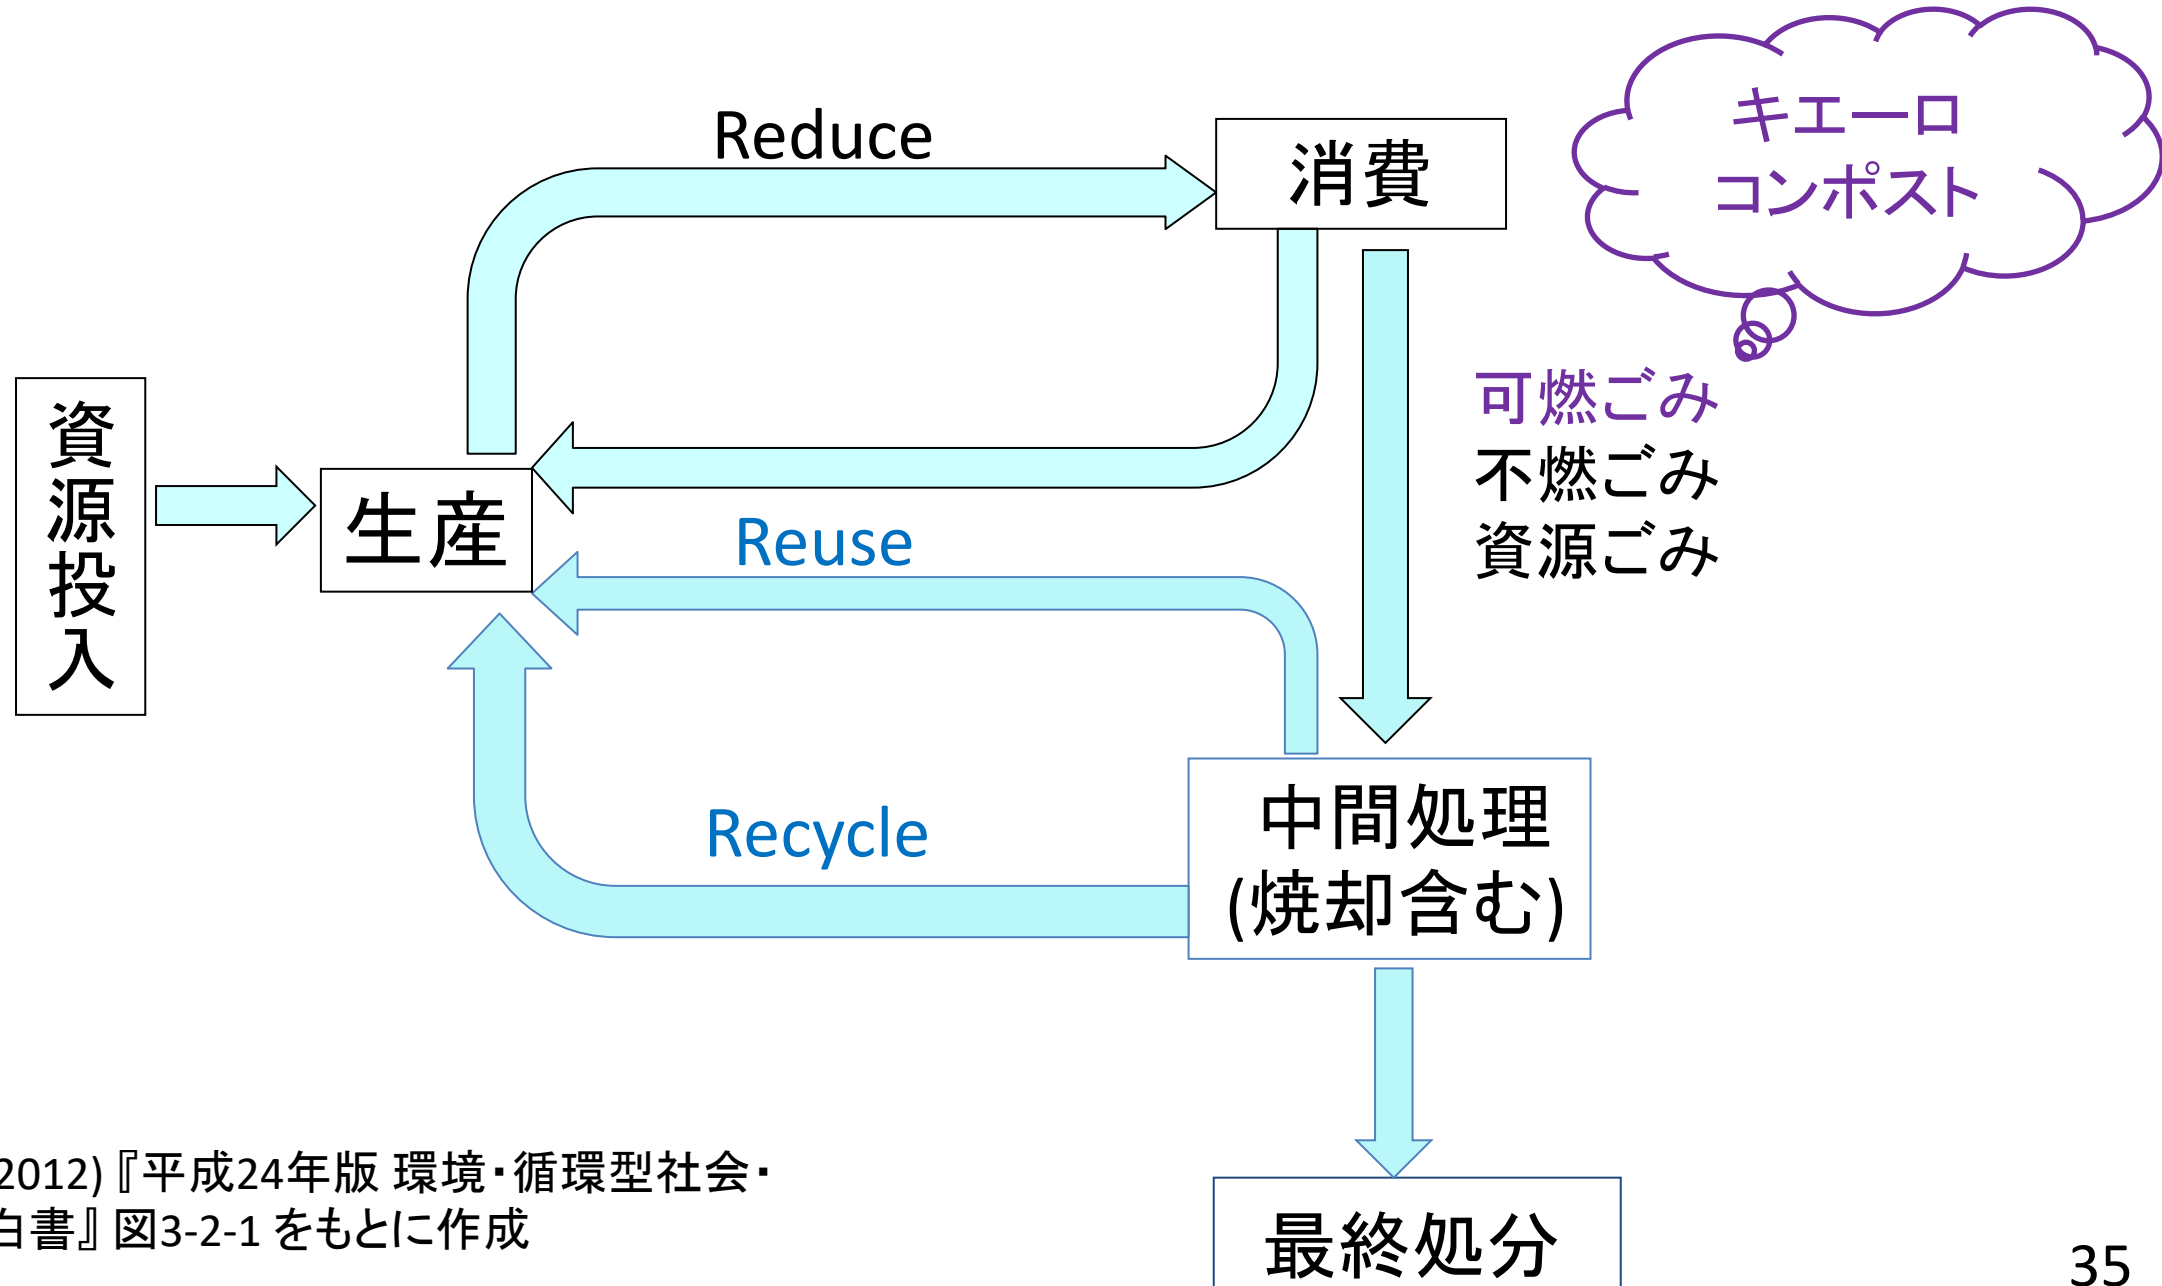 キエーロ
コンポスト
Reduce
消費
資源投入
生産
可燃ごみ
不燃ごみ
資源ごみ
Reuse
Recycle
中間処理
(焼却含む)
最終処分
2012)『平成24年版 環境・循環型社会・
白書』 図3-2-1 をもとに作成
35